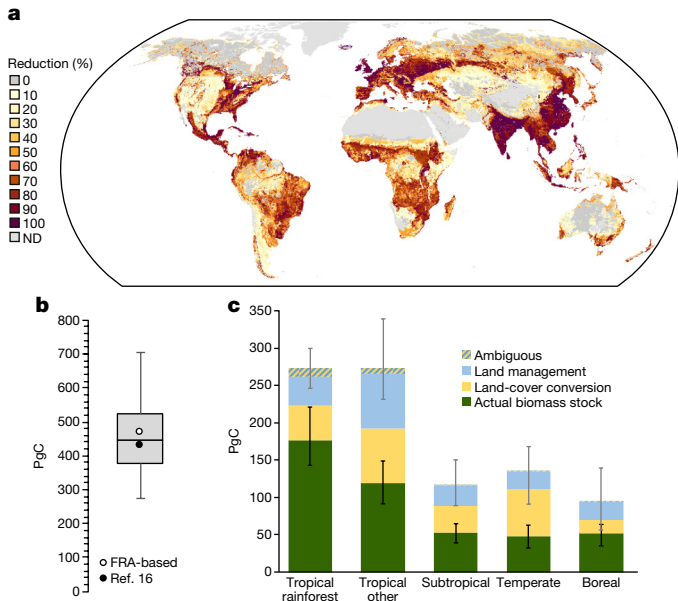 a
Reduction (%)
0
10
20
30
40
50
60
70
80
90
100
ND
b
800
700
600
500
400
300
200
100
0
PgC
FRA-based
Ref. 16
c
350
300
250
200
150
100
50
0
PgC
Ambiguous
Land management
Land-cover conversion
Actual biomass stock
Tropical
rainforest
Tropical
other
Subtropical
Temperate
Boreal